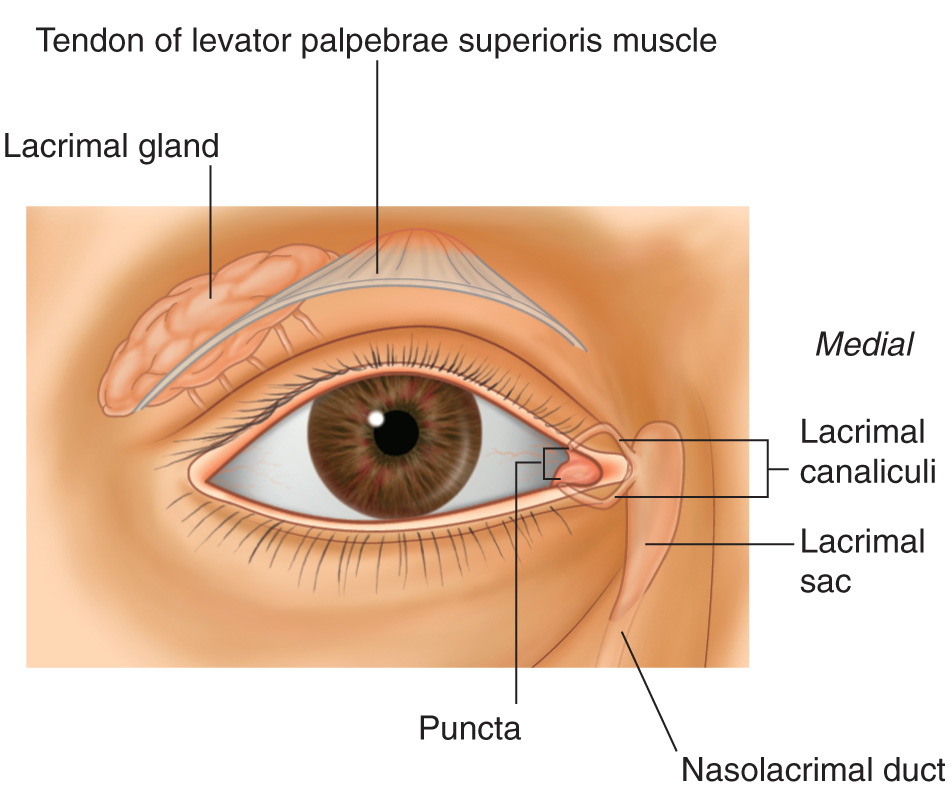 Tendon of levator palpebrae superioris muscle
Lacrimal gland
Medial
Lacrimal
canaliculi
Lacrimal
sac
Puncta
Nasolacrimal duct